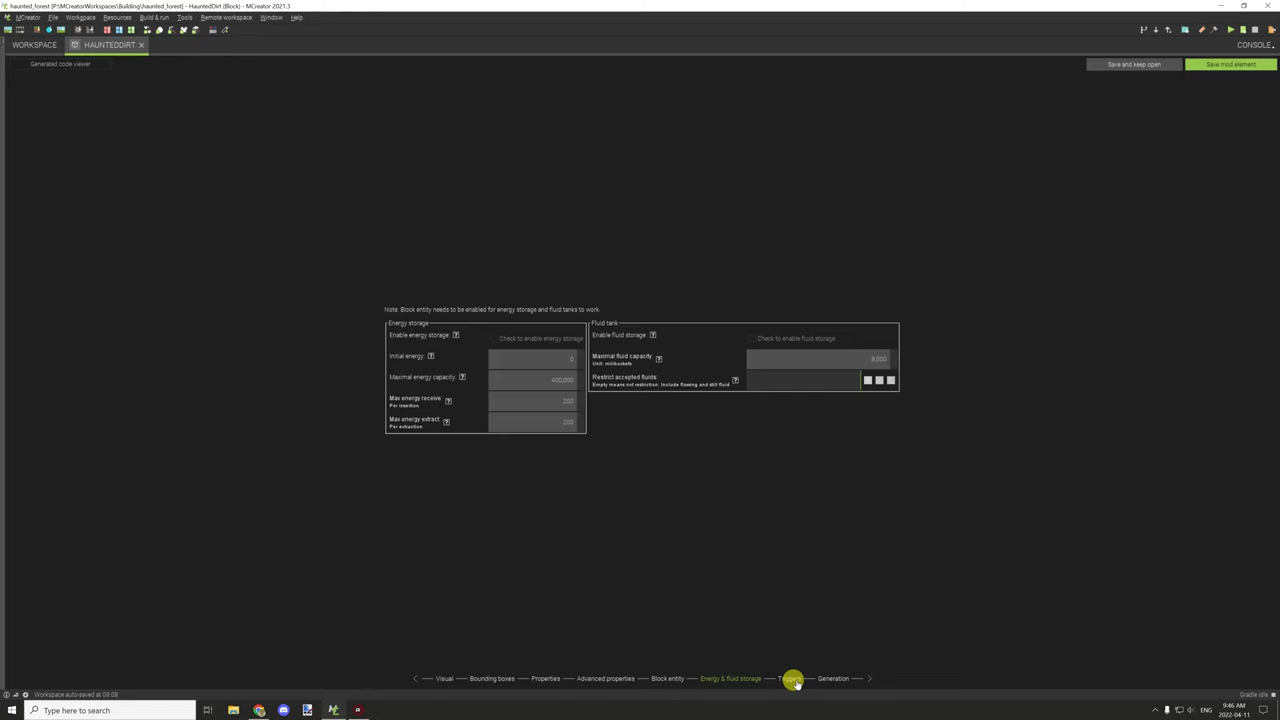 haunted_forest [P:\MCreatorWorkspaces\Building\haunted_forest] - HauntedDirt (Block) - MCreator 2021.3
MCreator File Workspace Resources Build & run Tools Remote workspace Window Help
WORKSPACE HAUNTEDDIRT CONSOLE
Generated code viewer Save and keep open Save mod element
Note: Block entity needs to be enabled for energy storage and fluid tanks to work.
Energy storage
Enable energy storage: ? Check to enable energy storage
Initial energy: ? 0
Maximal energy capacity: ? 400,000
Max energy receive: ? 200
Per insertion
Max energy extract: ? 200
Per extraction
Fluid tank
Enable fluid storage: ? Check to enable fluid storage
Maximal fluid capacity: ? 8,000
Unit: milibuckets
Restrict accepted fluids: ?
Empty means not restriction. Include flowing and still fluid
Visual Bounding boxes Properties Advanced properties Block entity Energy & fluid storage Triggers Generation
Workspace auto-saved at 09:08 Gradle idle
Type here to search ENG 9:46 AM
2022-04-11